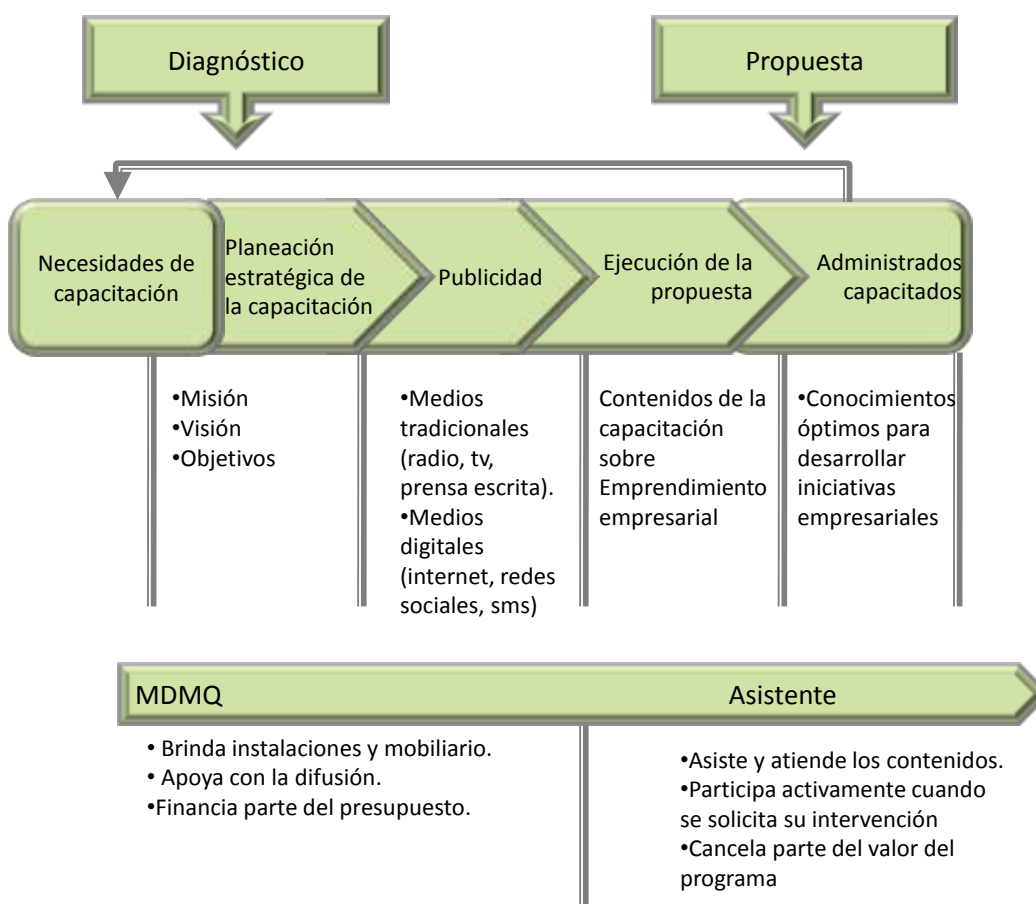 Diagnóstico
Propuesta
Necesidades de
capacitación
Planeación
estratégica de
la capacitación
Publicidad
Ejecución de la
propuesta
Administrados
capacitados
•Misión
•Visión
•Objetivos
•Medios
tradicionales
(radio, tv,
prensa escrita).
•Medios
digitales
(internet, redes
sociales, sms)
Contenidos de la
capacitación
sobre
Emprendimiento
empresarial
•Conocimientos
óptimos para
desarrollar
iniciativas
empresariales
MDMQ
Asistente
• Brinda instalaciones y mobiliario.
• Apoya con la difusión.
•Financia parte del presupuesto.
•Asiste y atiende los contenidos.
•Participa activamente cuando
se solicita su intervención
•Cancela parte del valor del
programa